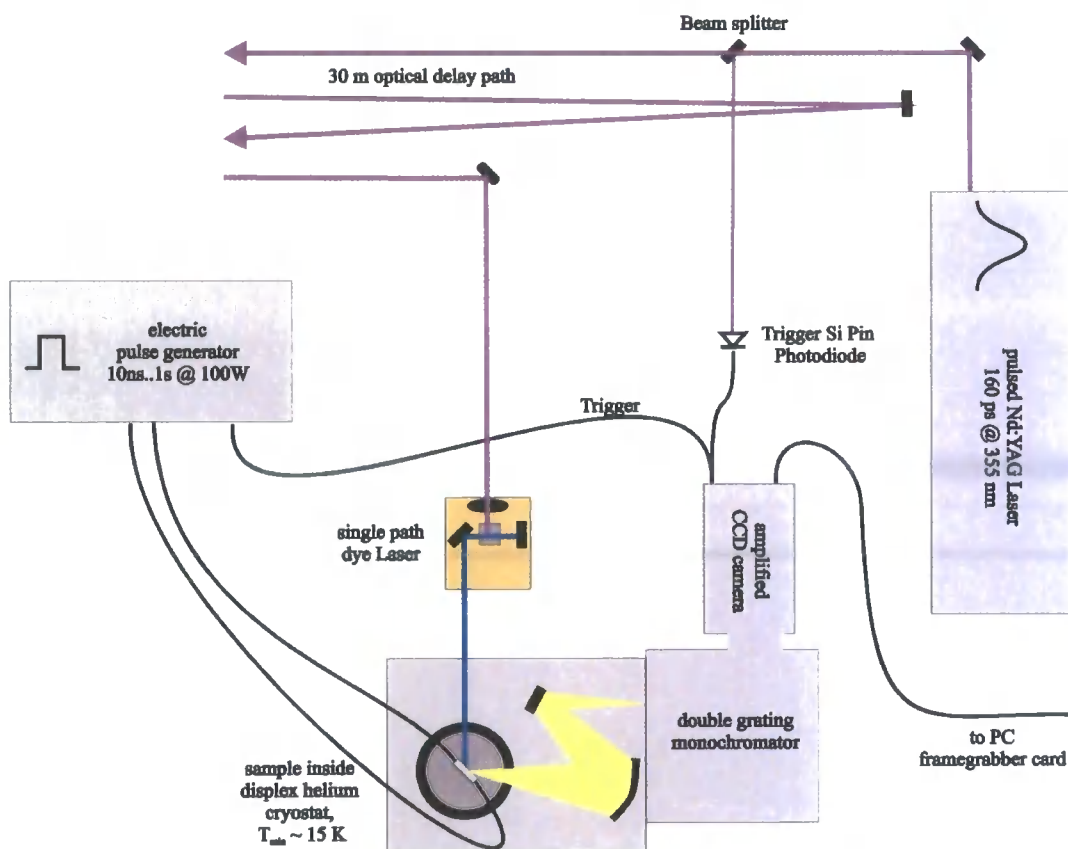 Beam splitter
30 m optical delay path
electric
pulse generator
10ns..1s @ 100W
Trigger Si Pin
Photodiode
pulsed Nd:YAG Laser
160 ps @ 355 nm
Trigger
single path
dye Laser
amplified
CCD camera
double grating
monochromator
to PC
framegrabber card
sample inside
displex helium
cryostat,
T_min ~ 15 K